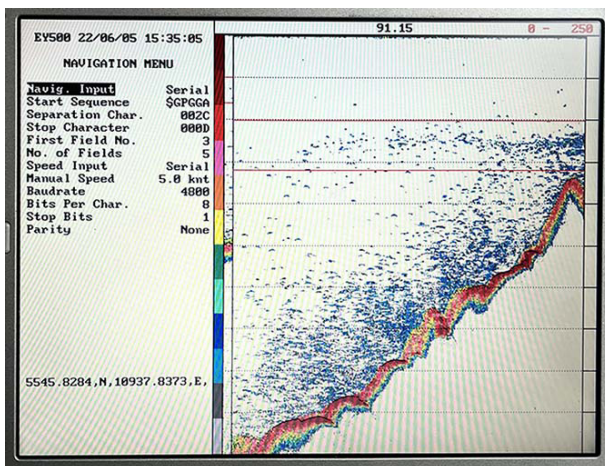 EY500 22/06/05 15:35:05
NAVIGATION MENU
Navig. Input Serial
Start Sequence $GPGGA
Separation Char. 002C
Stop Character 000D
First Field No. 3
No. of Fields 5
Speed Input Serial
Manual Speed 5.0 knt
Baudrate 4800
Bits Per Char. 8
Stop Bits 1
Parity None
5545.8284,N,10937.8373,E,
91.15
0 - 250